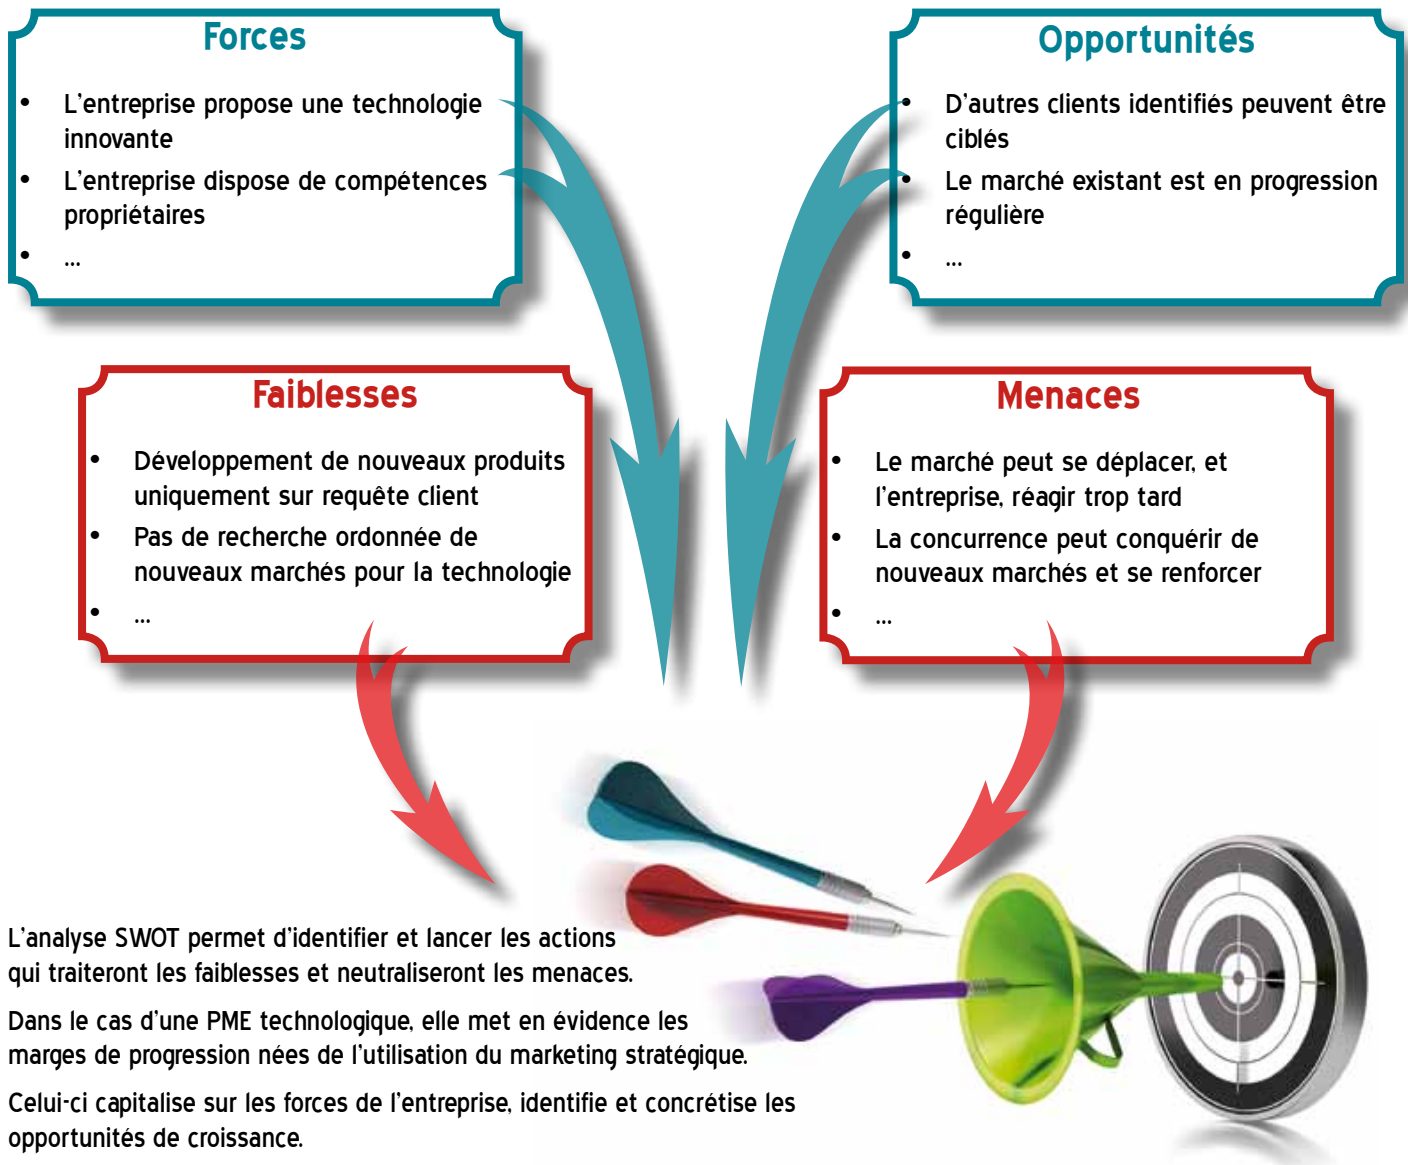 Forces
• L'entreprise propose une technologie
innovante
• L'entreprise dispose de compétences
propriétaires
• ...
Opportunités
• D'autres clients identifiés peuvent être
ciblés
• Le marché existant est en progression
régulière
• ...
Faiblesses
• Développement de nouveaux produits
uniquement sur requête client
• Pas de recherche ordonnée de
nouveaux marchés pour la technologie
• ...
Menaces
• Le marché peut se déplacer, et
l'entreprise, réagir trop tard
• La concurrence peut conquérir de
nouveaux marchés et se renforcer
• ...
L'analyse SWOT permet d'identifier et lancer les actions
qui traiteront les faiblesses et neutraliseront les menaces.
Dans le cas d'une PME technologique, elle met en évidence les
marges de progression nées de l'utilisation du marketing stratégique.
Celui-ci capitalise sur les forces de l'entreprise, identifie et concrétise les
opportunités de croissance.